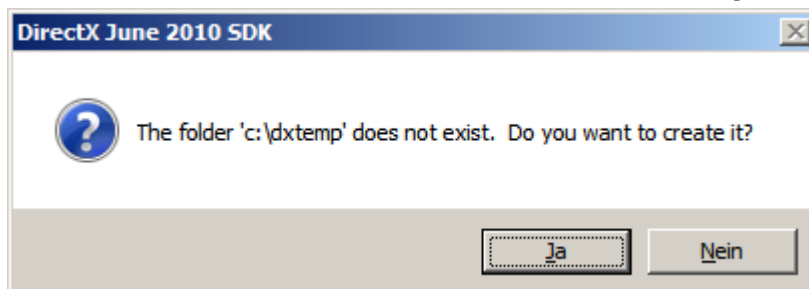 DirectX June 2010 SDK
The folder 'c:\dxtemp' does not exist.  Do you want to create it?
Ja
Nein